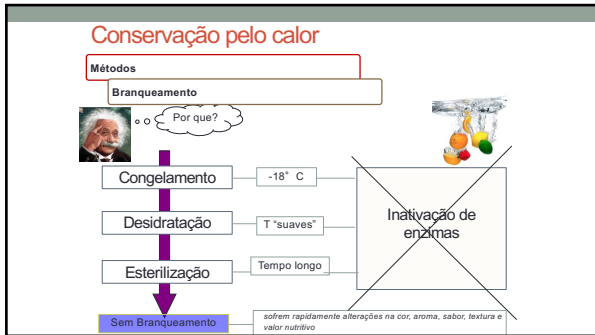 Conservação pelo calor
Métodos
Branqueamento
Por que?
Congelamento
-18° C
Desidratação
T “suaves”
Inativação de
enzimas
Esterilização
Tempo longo
Sem Branqueamento
sofrem rapidamente alterações na cor, aroma, sabor, textura e
valor nutritivo